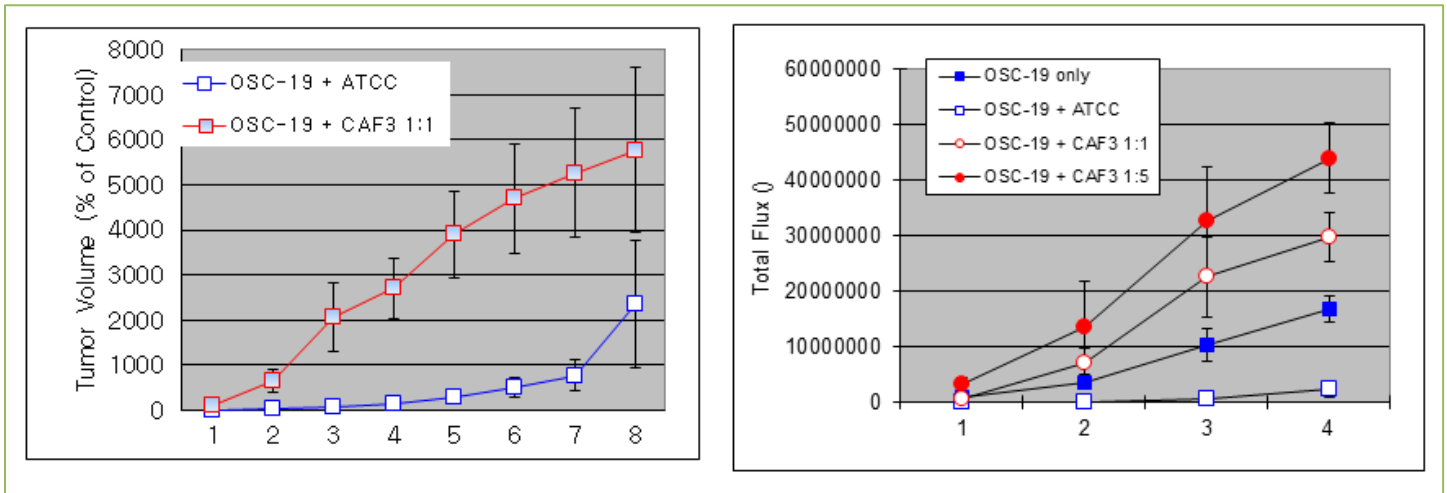 Tumor Volume (% of Control)
8000
7000
6000
5000
4000
3000
2000
1000
0
OSC-19 + ATCC
OSC-19 + CAF3 1:1
1 2 3 4 5 6 7 8
Total Flux ()
60000000
50000000
40000000
30000000
20000000
10000000
0
OSC-19 only
OSC-19 + ATCC
OSC-19 + CAF3 1:1
OSC-19 + CAF3 1:5
1 2 3 4